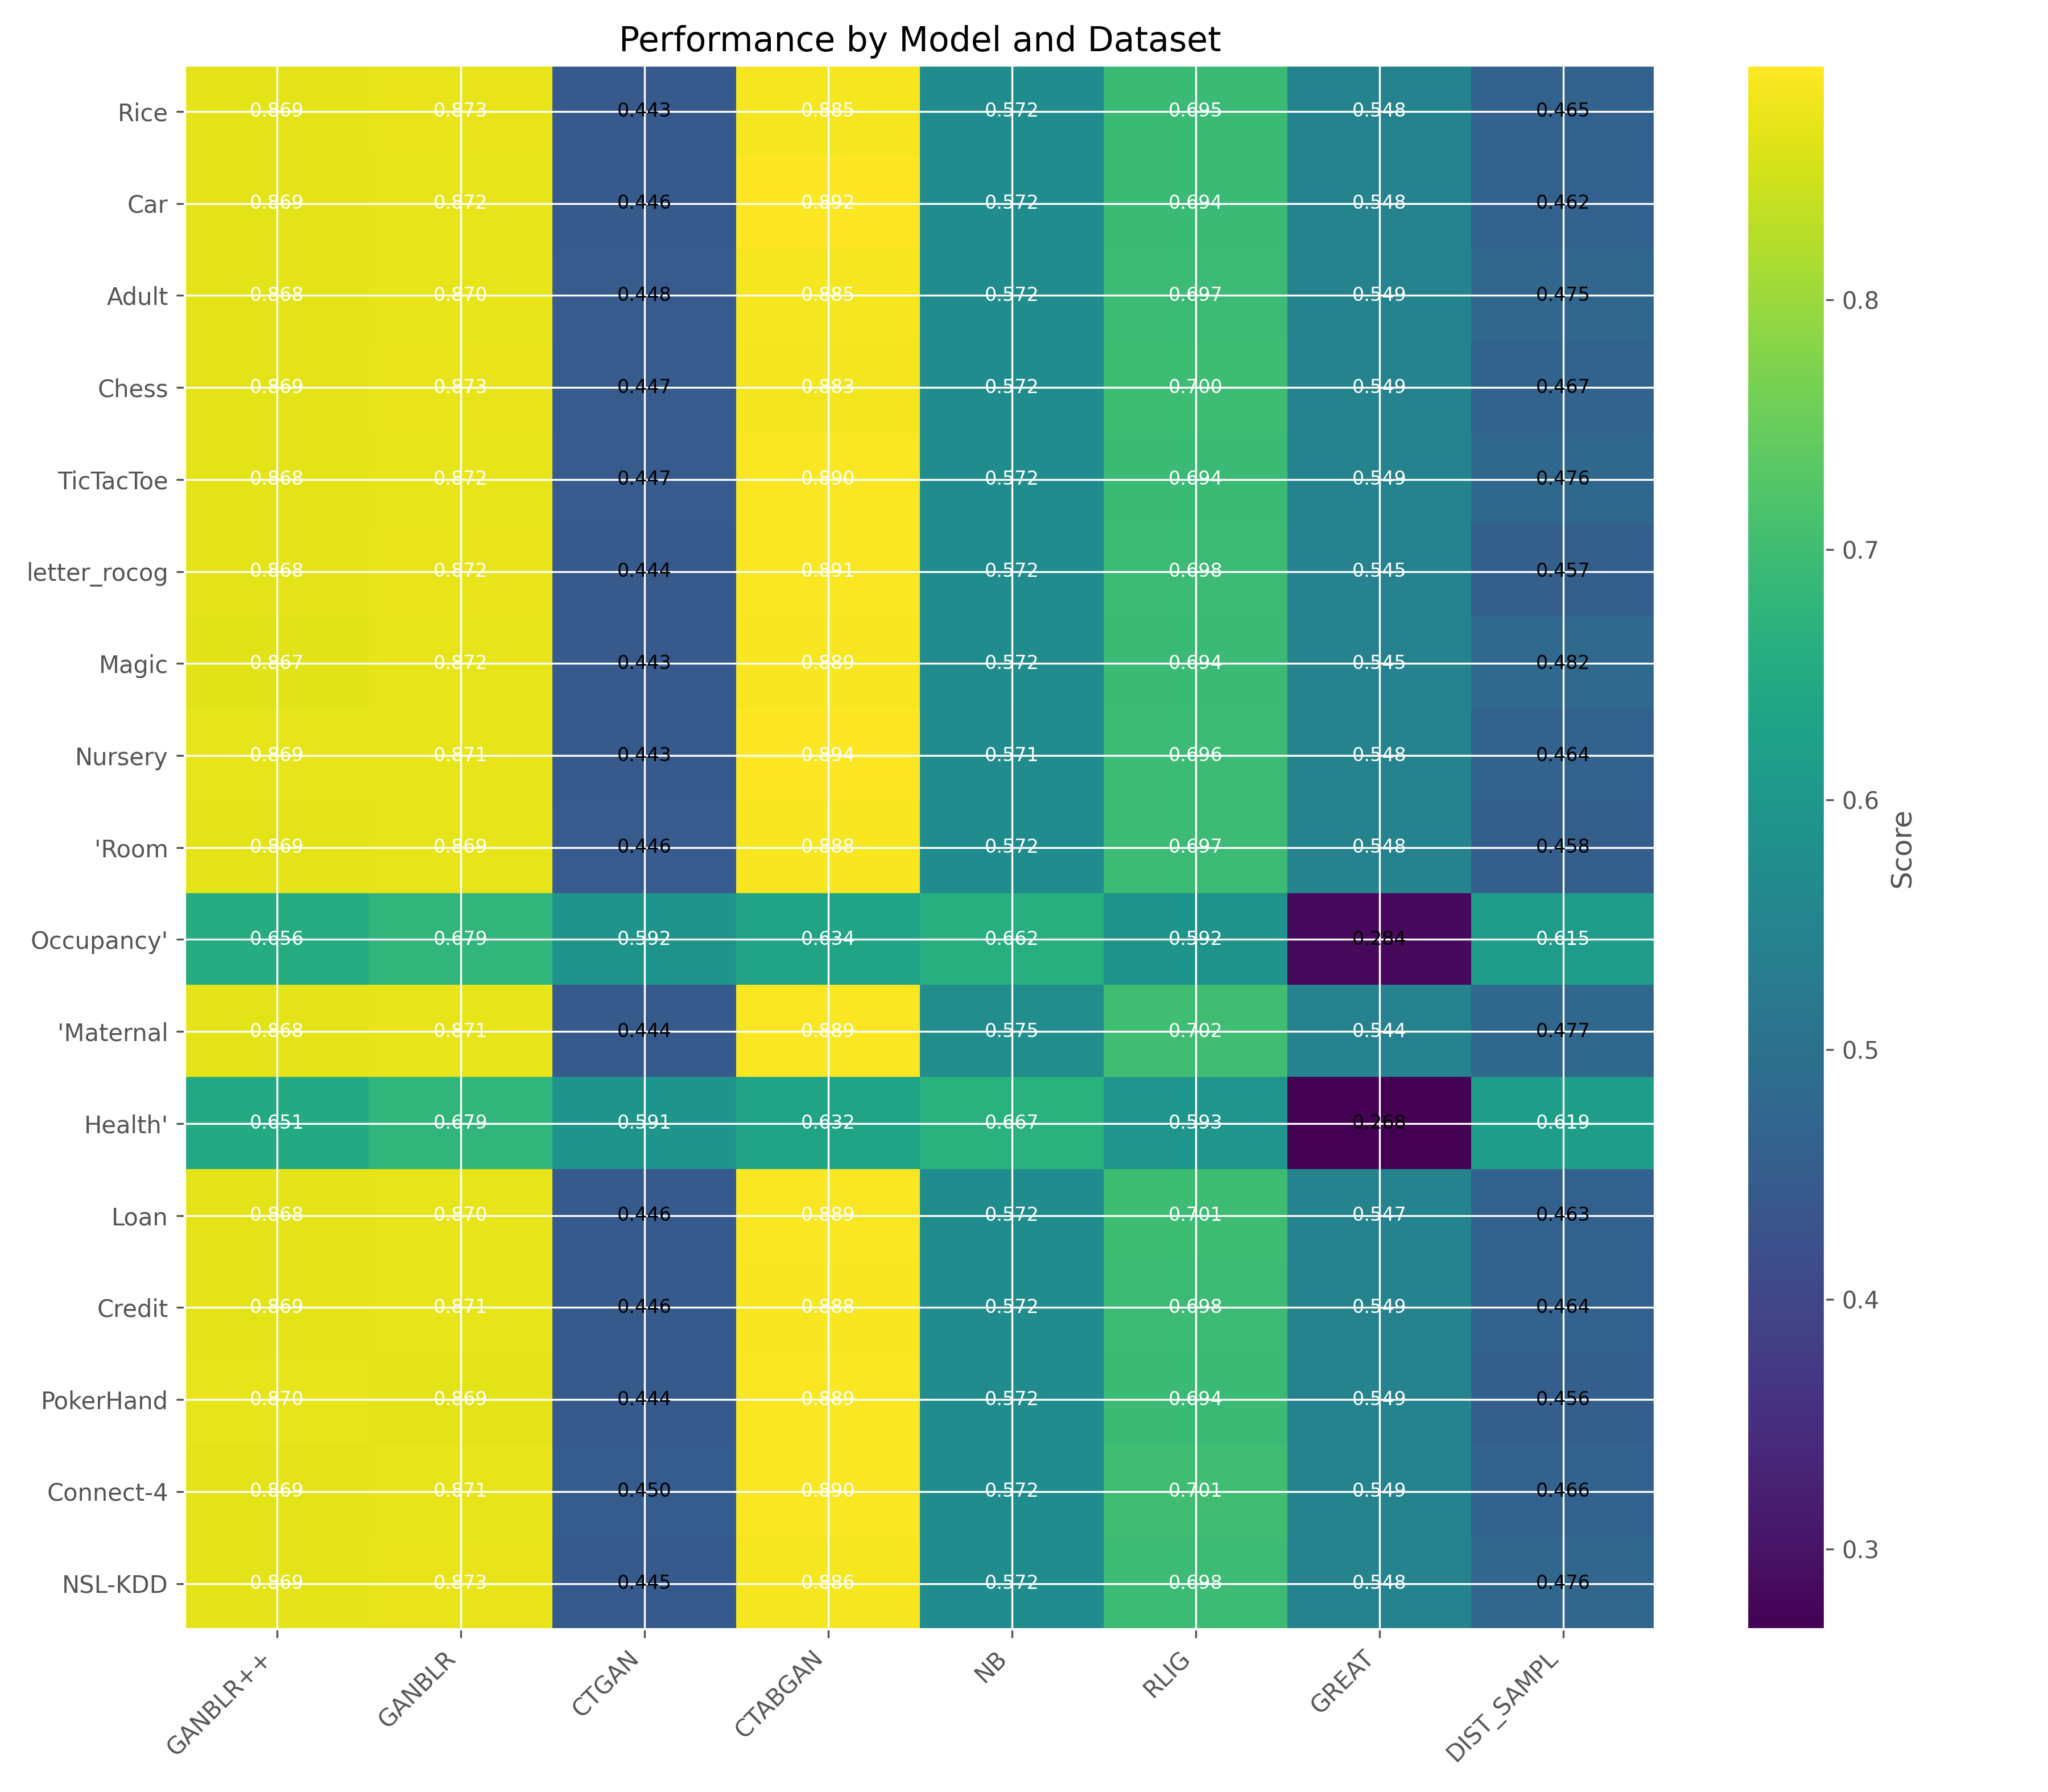 Performance by Model and Dataset
Rice 0.869 0.873 0.443 0.885 0.572 0.695 0.548 0.465
Car 0.869 0.872 0.446 0.892 0.572 0.694 0.548 0.462
Adult 0.868 0.870 0.448 0.885 0.572 0.697 0.549 0.475
Chess 0.869 0.873 0.447 0.883 0.572 0.700 0.549 0.467
TicTacToe 0.868 0.872 0.447 0.890 0.572 0.694 0.549 0.476
letter_rocog 0.868 0.872 0.444 0.891 0.572 0.698 0.545 0.457
Magic 0.867 0.872 0.443 0.889 0.572 0.694 0.545 0.482
Nursery 0.869 0.871 0.443 0.894 0.571 0.696 0.548 0.464
'Room 0.869 0.869 0.446 0.888 0.572 0.697 0.548 0.458
Occupancy' 0.656 0.679 0.592 0.634 0.662 0.592 0.284 0.615
'Maternal 0.868 0.871 0.444 0.889 0.575 0.702 0.544 0.477
Health' 0.651 0.679 0.591 0.632 0.667 0.593 0.268 0.619
Loan 0.868 0.870 0.446 0.889 0.572 0.701 0.547 0.463
Credit 0.869 0.871 0.446 0.888 0.572 0.698 0.549 0.464
PokerHand 0.870 0.869 0.444 0.889 0.572 0.694 0.549 0.456
Connect-4 0.869 0.871 0.450 0.890 0.572 0.701 0.549 0.466
NSL-KDD 0.869 0.873 0.445 0.886 0.572 0.698 0.548 0.476
GANBLR++ GANBLR CTGAN CTABGAN NB RLIG GREAT DIST_SAMPL
0.8
0.7
0.6
0.5
0.4
0.3
Score